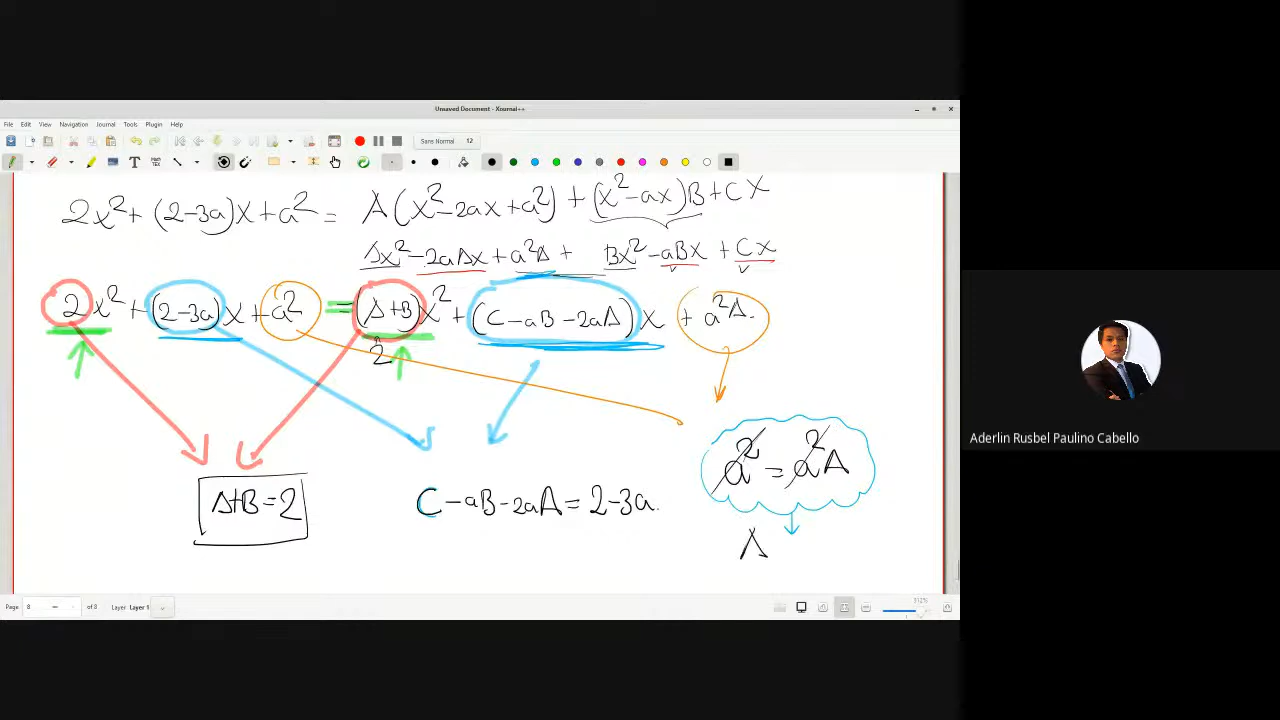 Unsaved Document - Xournal++
File Edit View Navigation Journal Tools Plugin Help
Sans Normal 12
2x²+(2-3a)x+a² = A(x²-2ax+a²)+(x²-ax)B+Cx
Ax²-2aAx+a²A+ Bx²-aBx+Cx
2x²+(2-3a)x+a² = (A+B)x²+(C-aB-2aA)x+a²A.
2
a²=a²A
A+B=2 C-aB-2aA=2-3a.
A
Aderlin Rusbel Paulino Cabello
Page 8 of 8 Layer Layer 1 312%